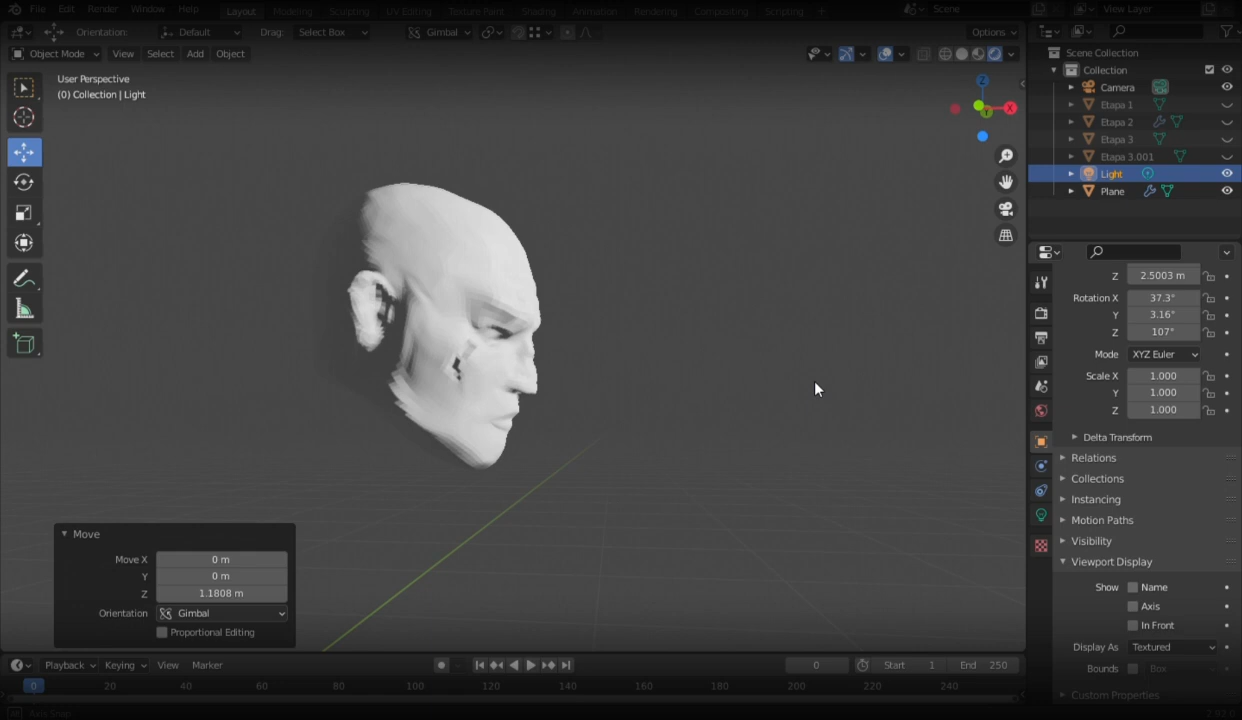 File Edit Render Window Help Layout Modeling Sculpting UV Editing Texture Paint Shading Animation Rendering Compositing Scripting + Scene View Layer
Orientation: Default Drag: Select Box Gimbal Options
Object Mode View Select Add Object
User Perspective
(0) Collection | Light
Z
X
Y
Scene Collection
Collection
Camera
Etapa 1
Etapa 2
Etapa 3
Etapa 3.001
Light
Plane
Z 2.5003 m
Rotation X 37.3°
Y 3.16°
Z 107°
Mode XYZ Euler
Scale X 1.000
Y 1.000
Z 1.000
Delta Transform
Relations
Collections
Instancing
Motion Paths
Visibility
Viewport Display
Show Name
Axis
In Front
Display As Textured
Bounds Box
Custom Properties
Move
Move X 0 m
Y 0 m
Z 1.1808 m
Orientation Gimbal
Proportional Editing
Playback Keying View Marker 0 Start 1 End 250
0 20 40 60 80 100 120 140 160 180 200 220 240
Axis Snap